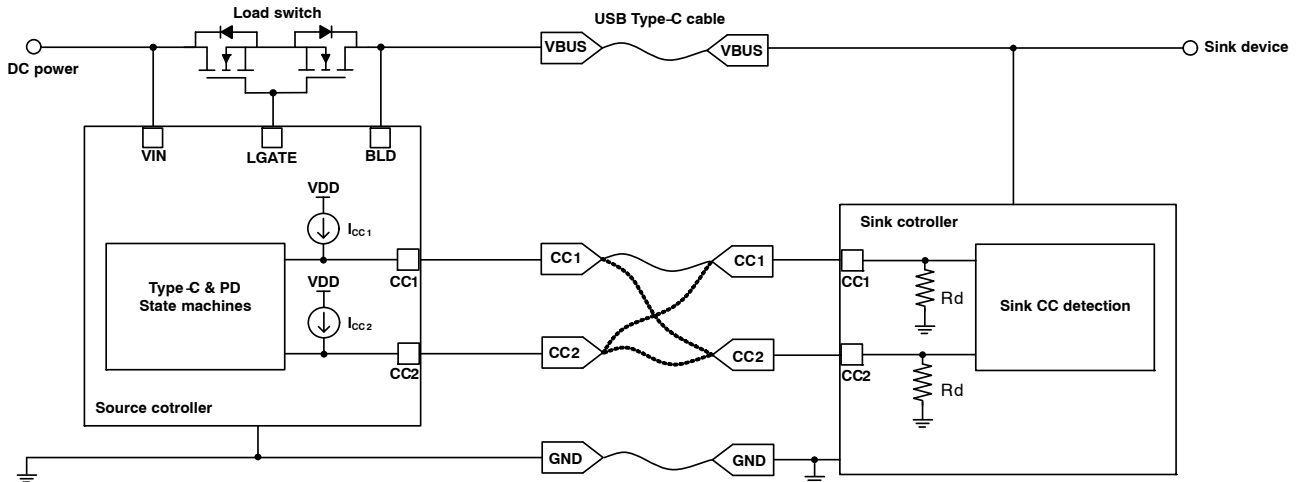 Load switch
USB Type-C cable
DC power
VBUS
VBUS
Sink device
VIN
LGATE
BLD
VDD
ICC1
Type-C & PD
State machines
VDD
ICC2
CC1
CC2
Source cotroller
CC1
CC1
CC2
CC2
Sink cotroller
CC1
Rd
Sink CC detection
CC2
Rd
GND
GND